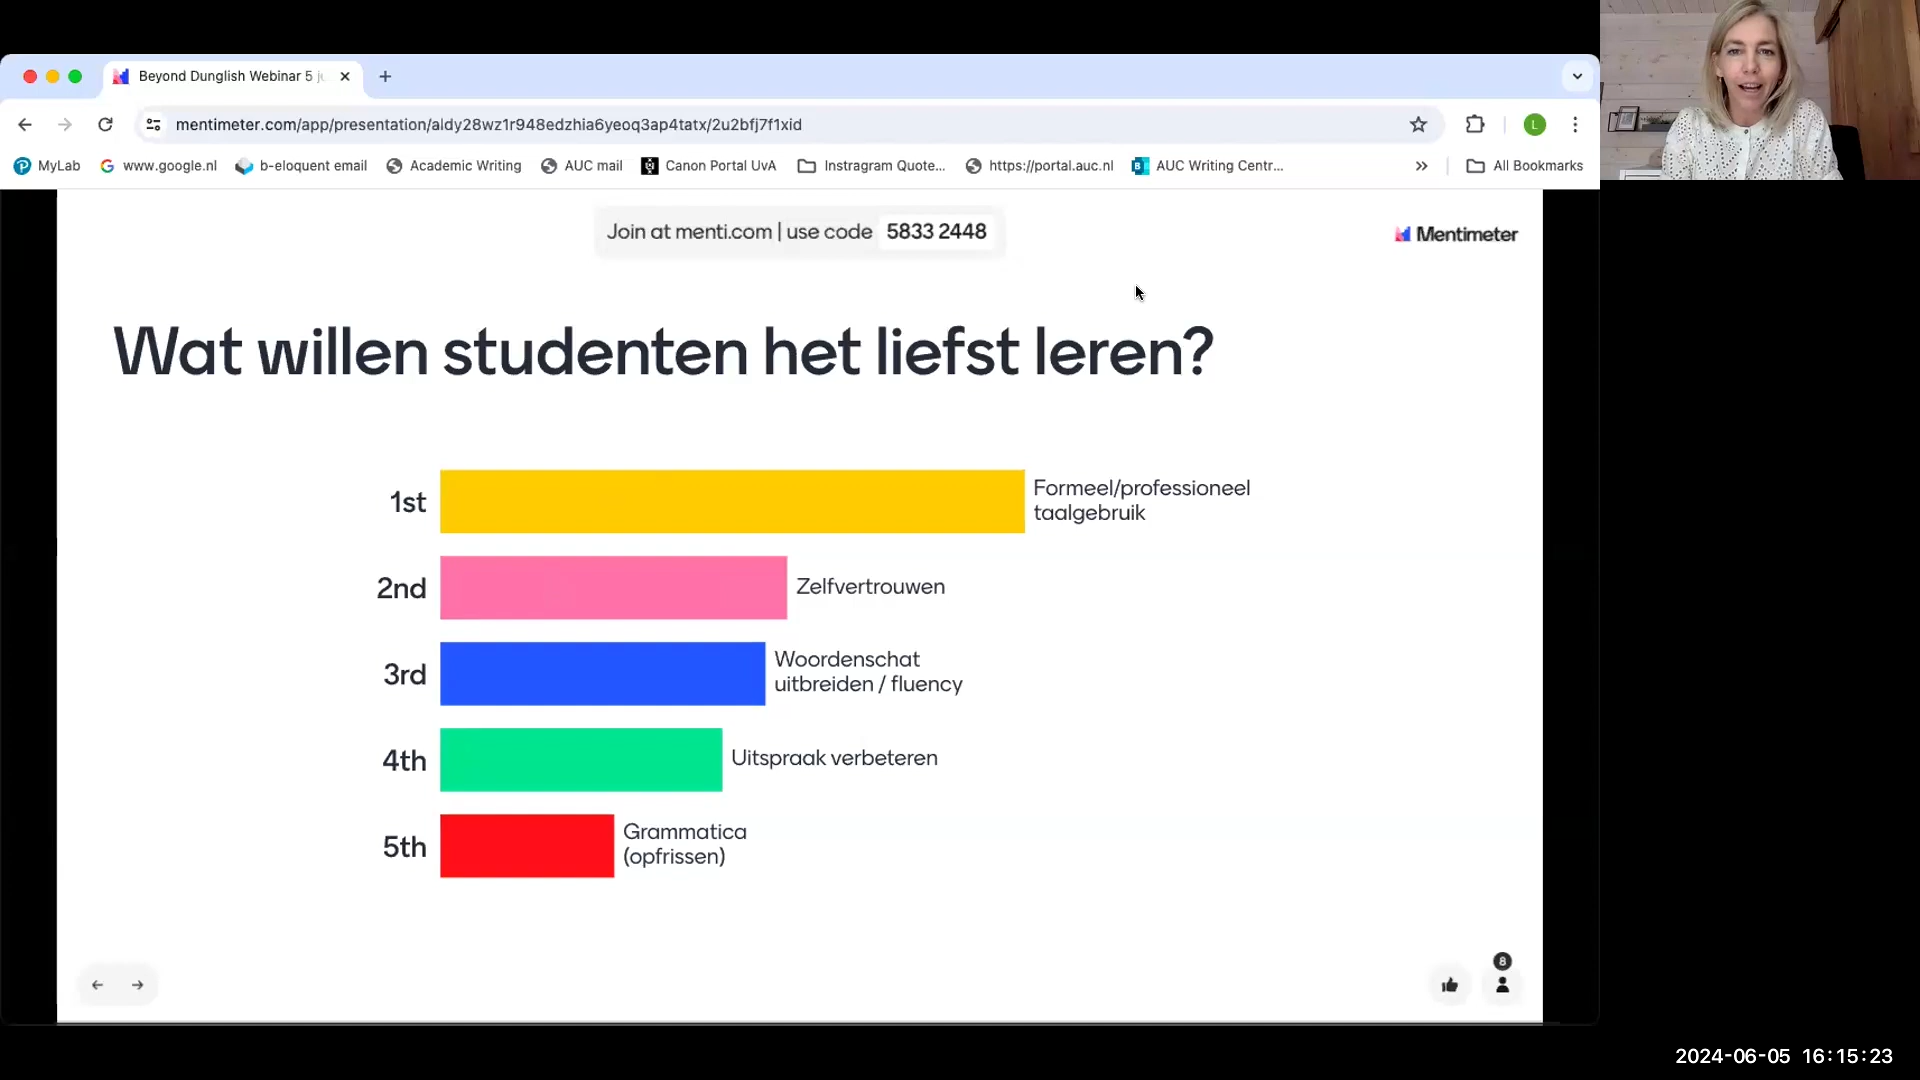 Beyond Dunglish Webinar 5 ju
mentimeter.com/app/presentation/aldy28wz1r948edzhia6yeoq3ap4tatx/2u2bfj7f1xid
L
MyLab
www.google.nl
b-eloquent email
Academic Writing
AUC mail
Canon Portal UvA
Instragram Quote...
https://portal.auc.nl
AUC Writing Centr...
All Bookmarks
Join at menti.com | use code 5833 2448
Mentimeter
Wat willen studenten het liefst leren?
1st
Formeel/professioneel
taalgebruik
2nd
Zelfvertrouwen
3rd
Woordenschat
uitbreiden / fluency
4th
Uitspraak verbeteren
5th
Grammatica
(opfrissen)
8
2024-06-05 16:15:23